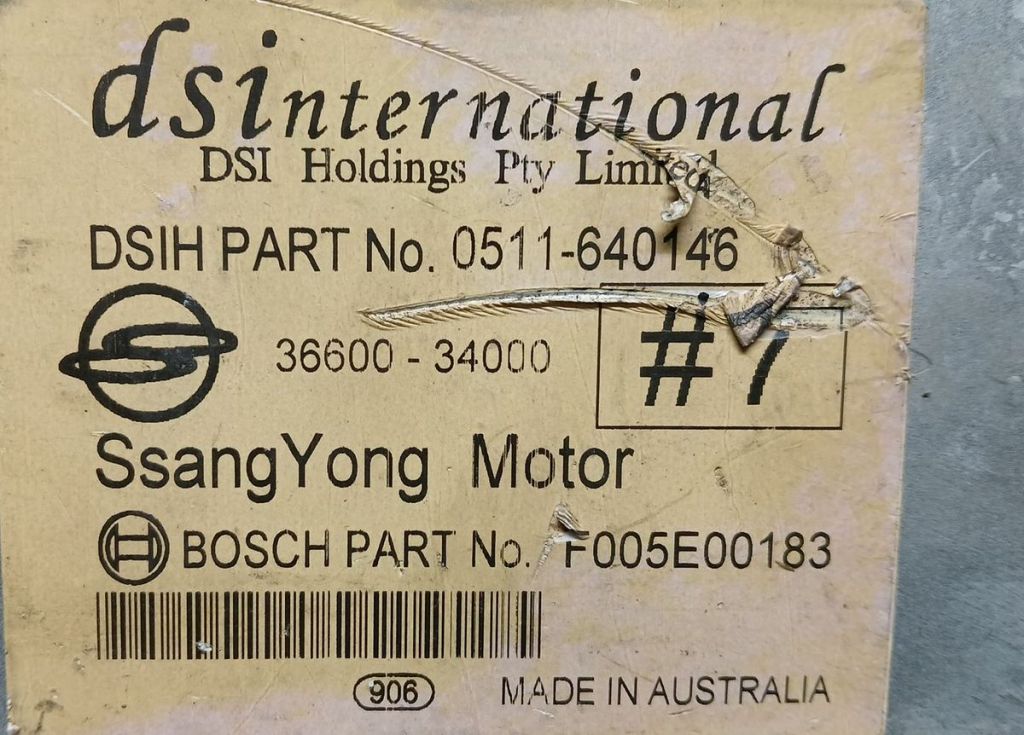 dsinternational
DSI Holdings Pty Limited
DSIH PART No. 0511-640146
36600 - 34000
#7
SsangYong Motor
BOSCH PART No. F005E00183
906 MADE IN AUSTRALIA